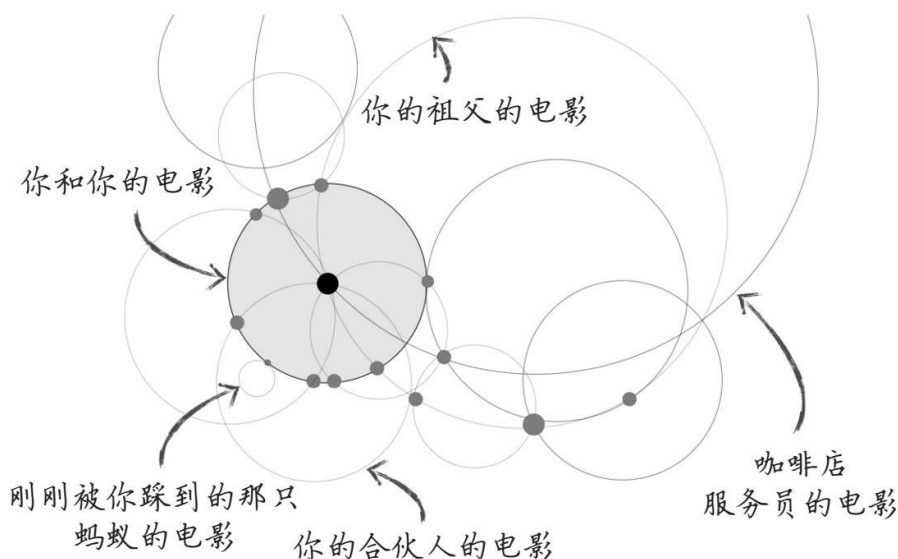 你的祖父的电影
你和你的电影
咖啡店
服务员的电影
刚刚被你踩到的那只
蚂蚁的电影
你的合伙人的电影